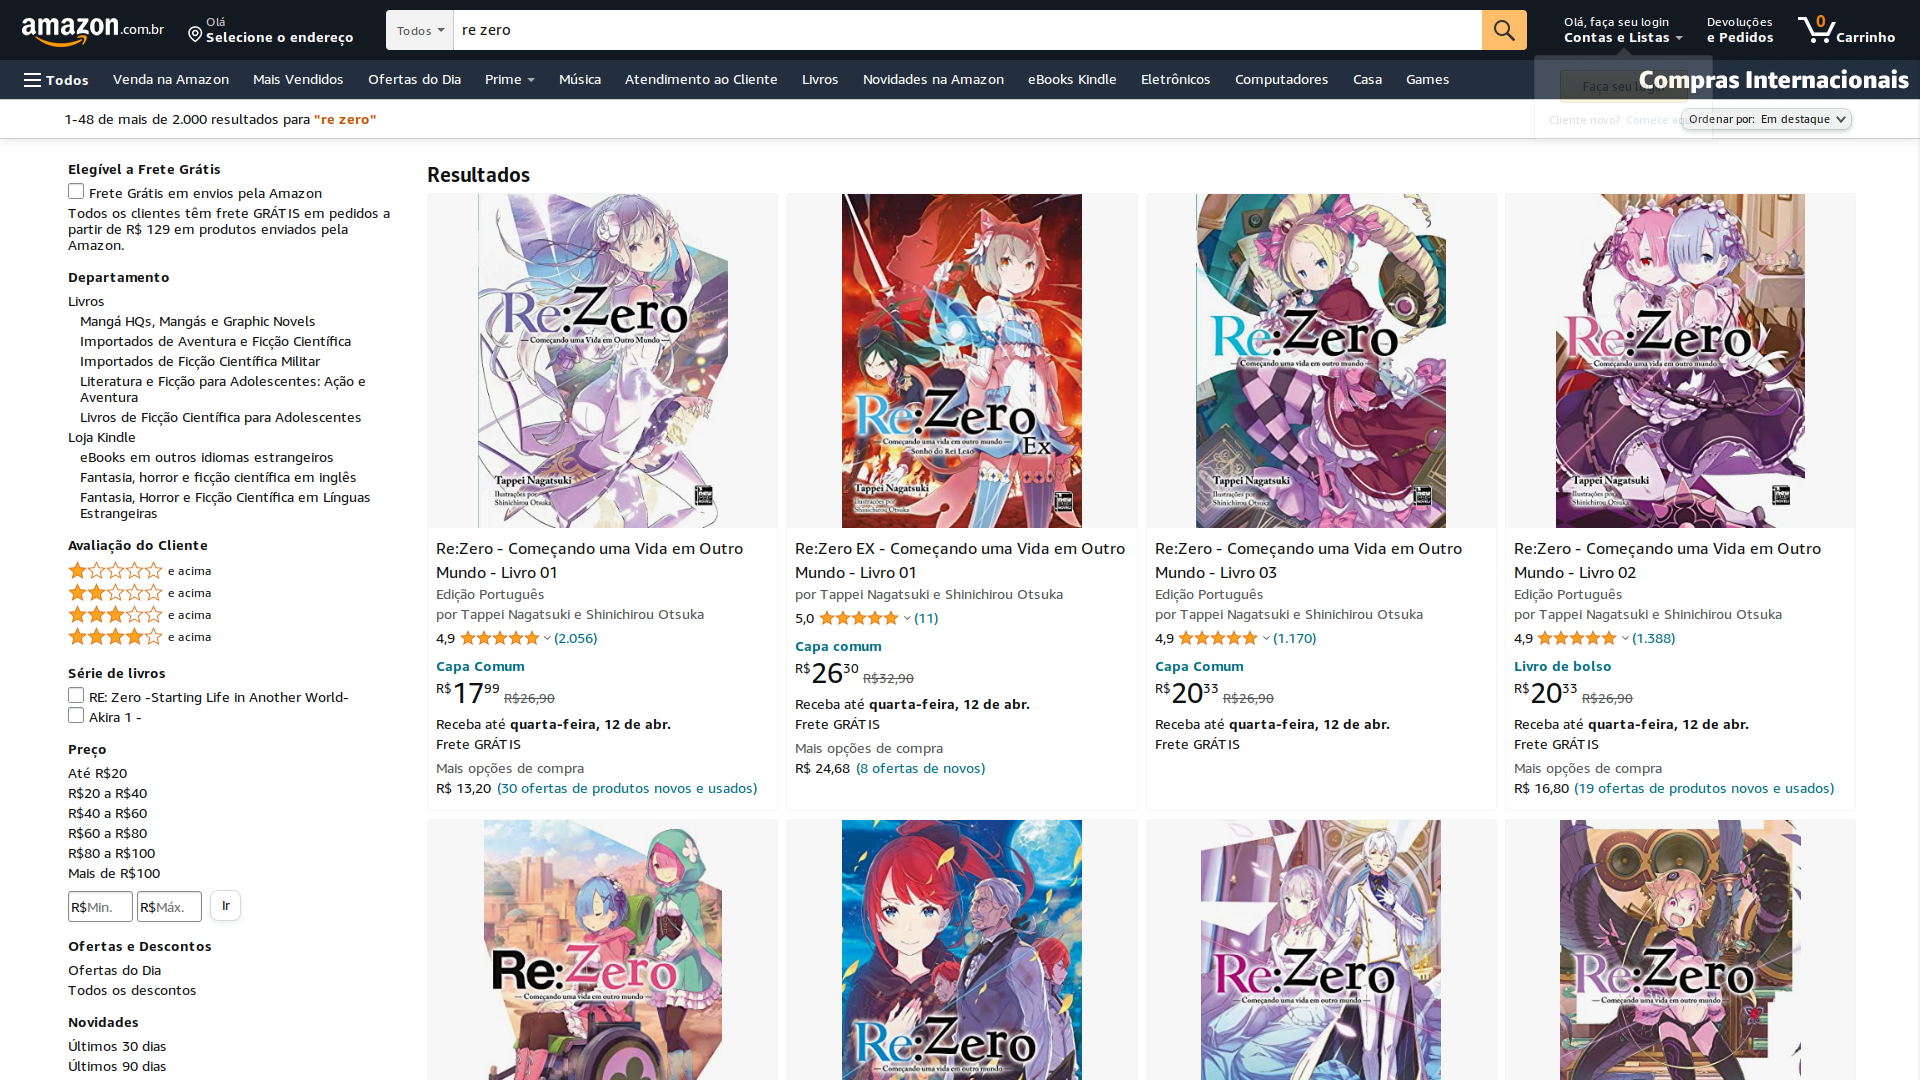 amazon.com.br
Olá
Selecione o endereço
Todos
re zero
Olá, faça seu login
Contas e Listas
Devoluções
e Pedidos
0
Carrinho
Todos
Venda na Amazon
Mais Vendidos
Ofertas do Dia
Prime
Música
Atendimento ao Cliente
Livros
Novidades na Amazon
eBooks Kindle
Eletrônicos
Computadores
Casa
Games
Compras Internacionais
Faça seu login
Cliente novo? Comece aqui
1-48 de mais de 2.000 resultados para "re zero"
Ordenar por: Em destaque
Elegível a Frete Grátis
Frete Grátis em envios pela Amazon
Todos os clientes têm frete GRÁTIS em pedidos a
partir de R$ 129 em produtos enviados pela
Amazon.
Departamento
Livros
Mangá HQs, Mangás e Graphic Novels
Importados de Aventura e Ficção Científica
Importados de Ficção Científica Militar
Literatura e Ficção para Adolescentes: Ação e
Aventura
Livros de Ficção Científica para Adolescentes
Loja Kindle
eBooks em outros idiomas estrangeiros
Fantasia, horror e ficção científica em inglês
Fantasia, Horror e Ficção Científica em Línguas
Estrangeiras
Avaliação do Cliente
e acima
e acima
e acima
e acima
Série de livros
RE: Zero -Starting Life in Another World-
Akira 1 -
Preço
Até R$20
R$20 a R$40
R$40 a R$60
R$60 a R$80
R$80 a R$100
Mais de R$100
R$ Min.
R$ Máx.
Ir
Ofertas e Descontos
Ofertas do Dia
Todos os descontos
Novidades
Últimos 30 dias
Últimos 90 dias
Resultados
Re:Zero
— Começando uma Vida em Outro Mundo —
Tappei Nagatsuki
Ilustrações por
Shinichirou Otsuka
Re:Zero - Começando uma Vida em Outro
Mundo - Livro 01
Edição Português
por Tappei Nagatsuki e Shinichirou Otsuka
4,9 (2.056)
Capa Comum
R$17,99 R$26,90
Receba até quarta-feira, 12 de abr.
Frete GRÁTIS
Mais opções de compra
R$ 13,20 (30 ofertas de produtos novos e usados)
Re:Zero
— Começando uma vida em outro mundo —
Sonho do Rei Leão
Ex
Tappei Nagatsuki
Ilustrações por
Shinichirou Otsuka
Re:Zero EX - Começando uma Vida em Outro
Mundo - Livro 01
por Tappei Nagatsuki e Shinichirou Otsuka
5,0 (11)
Capa comum
R$26,30 R$32,90
Receba até quarta-feira, 12 de abr.
Frete GRÁTIS
Mais opções de compra
R$ 24,68 (8 ofertas de novos)
Re:Zero
— Começando uma vida em outro mundo —
Tappei Nagatsuki
Ilustrações por
Shinichirou Otsuka
Re:Zero - Começando uma Vida em Outro
Mundo - Livro 03
Edição Português
por Tappei Nagatsuki e Shinichirou Otsuka
4,9 (1.170)
Capa Comum
R$20,33 R$26,90
Receba até quarta-feira, 12 de abr.
Frete GRÁTIS
Re:Zero
— Começando uma vida em outro mundo —
Tappei Nagatsuki
Ilustrações por
Shinichirou Otsuka
Re:Zero - Começando uma Vida em Outro
Mundo - Livro 02
Edição Português
por Tappei Nagatsuki e Shinichirou Otsuka
4,9 (1.388)
Livro de bolso
R$20,33 R$26,90
Receba até quarta-feira, 12 de abr.
Frete GRÁTIS
Mais opções de compra
R$ 16,80 (19 ofertas de produtos novos e usados)
Re:Zero
— Começando uma vida em outro mundo —
Re:Zero
— Começando uma vida em outro mundo —
Re:Zero
— Começando uma vida em outro mundo —
Re:Zero
— Começando uma vida em outro mundo —